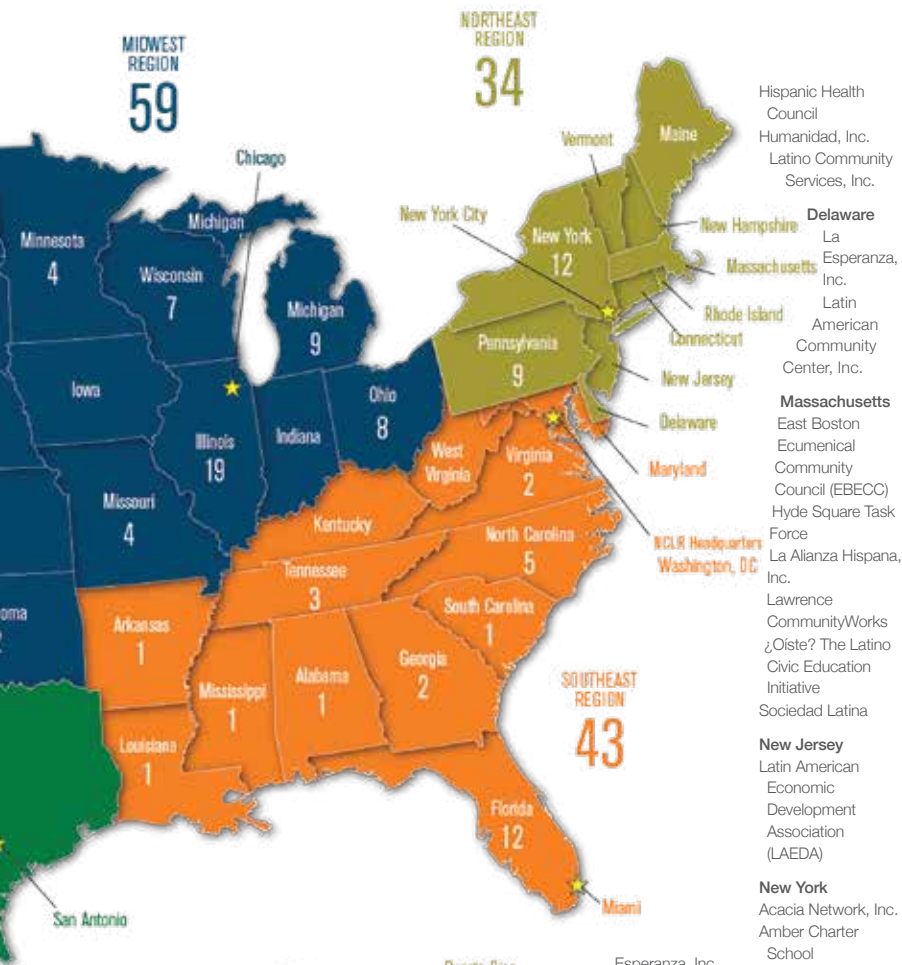 MIDWEST
REGION
59
NORTHEAST
REGION
34
Chicago
Vermont
Maine
Michigan
New York City
New Hampshire
Minnesota
4
Wisconsin
7
New York
12
Massachusetts
Michigan
9
Rhode Island
Connecticut
Pennsylvania
9
New Jersey
Iowa
Ohio
8
Delaware
Illinois
19
Indiana
West
Virginia
Virginia
2
Maryland
Missouri
4
Kentucky
North Carolina
5
NCLR Headquarters
Washington, DC
Tennessee
3
South Carolina
1
oma
Arkansas
1
Georgia
2
Alabama
1
Mississippi
1
SOUTHEAST
REGION
43
Louisiana
1
Florida
12
Miami
San Antonio
Hispanic Health
Council
Humanidad, Inc.
Latino Community
Services, Inc.
Delaware
La
Esperanza,
Inc.
Latin
American
Community
Center, Inc.
Massachusetts
East Boston
Ecumenical
Community
Council (EBECC)
Hyde Square Task
Force
La Alianza Hispana,
Inc.
Lawrence
CommunityWorks
¿Oíste? The Latino
Civic Education
Initiative
Sociedad Latina
New Jersey
Latin American
Economic
Development
Association
(LAEDA)
New York
Acacia Network, Inc.
Amber Charter
School
Esperanza, Inc.